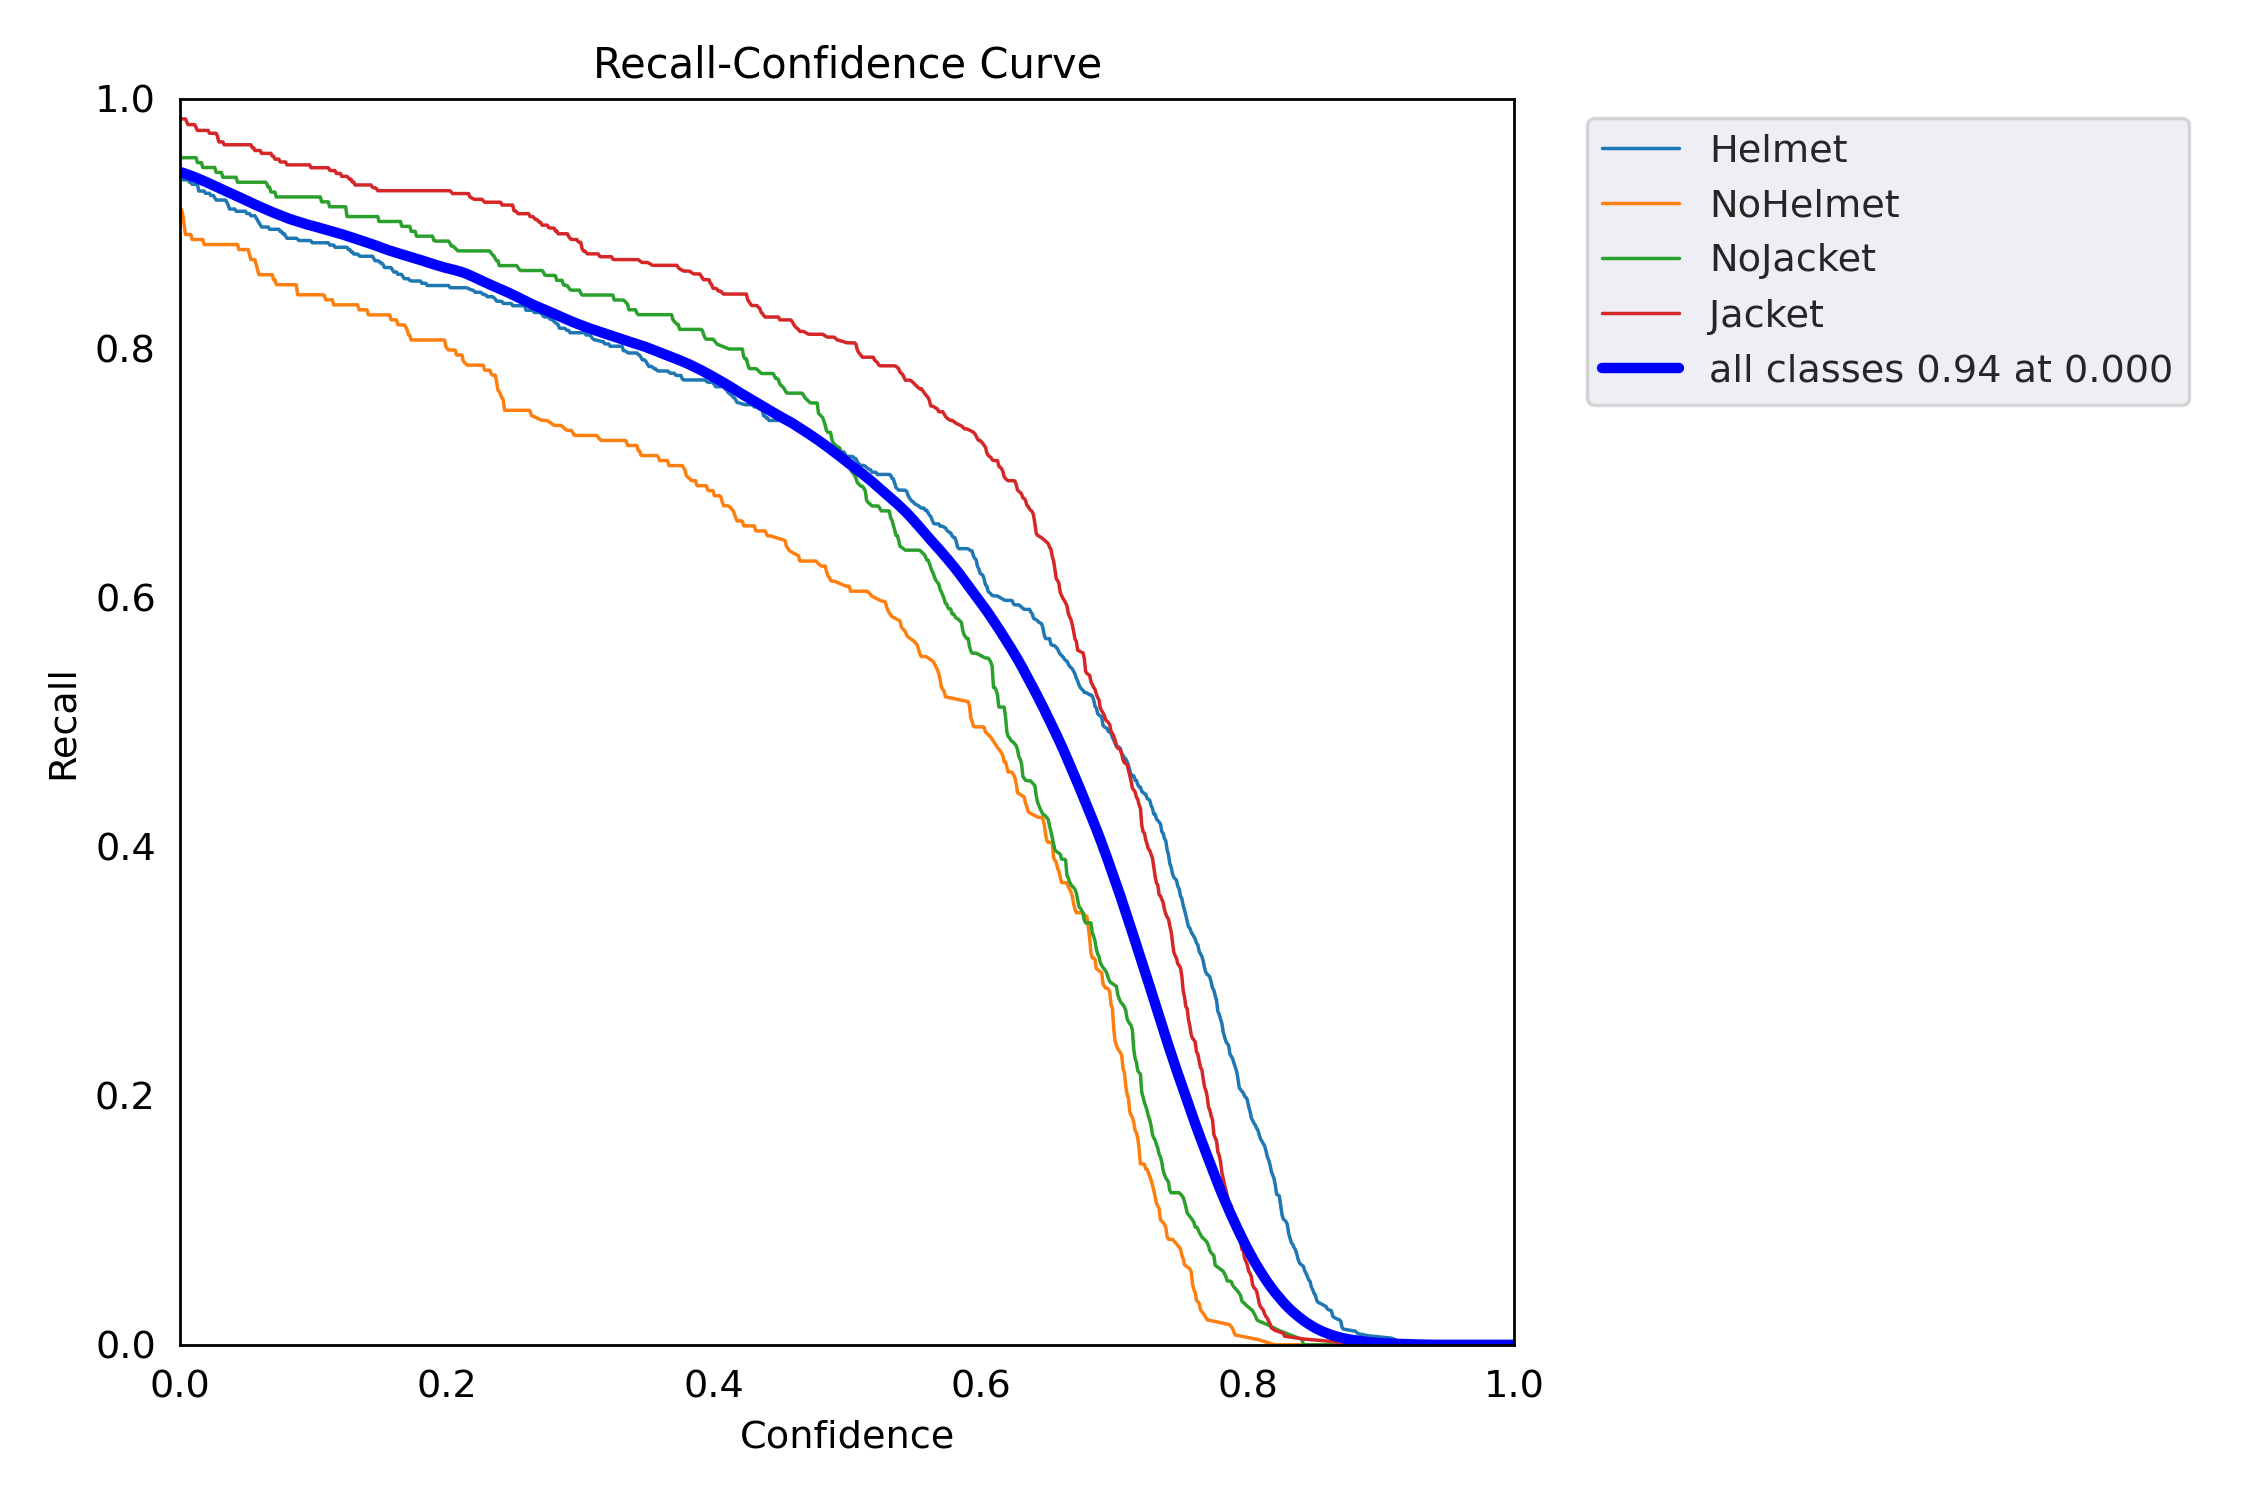 Recall-Confidence Curve
1.0
0.8
0.6
0.4
0.2
0.0
Recall
0.0 0.2 0.4 0.6 0.8 1.0
Confidence
Helmet
NoHelmet
NoJacket
Jacket
all classes 0.94 at 0.000